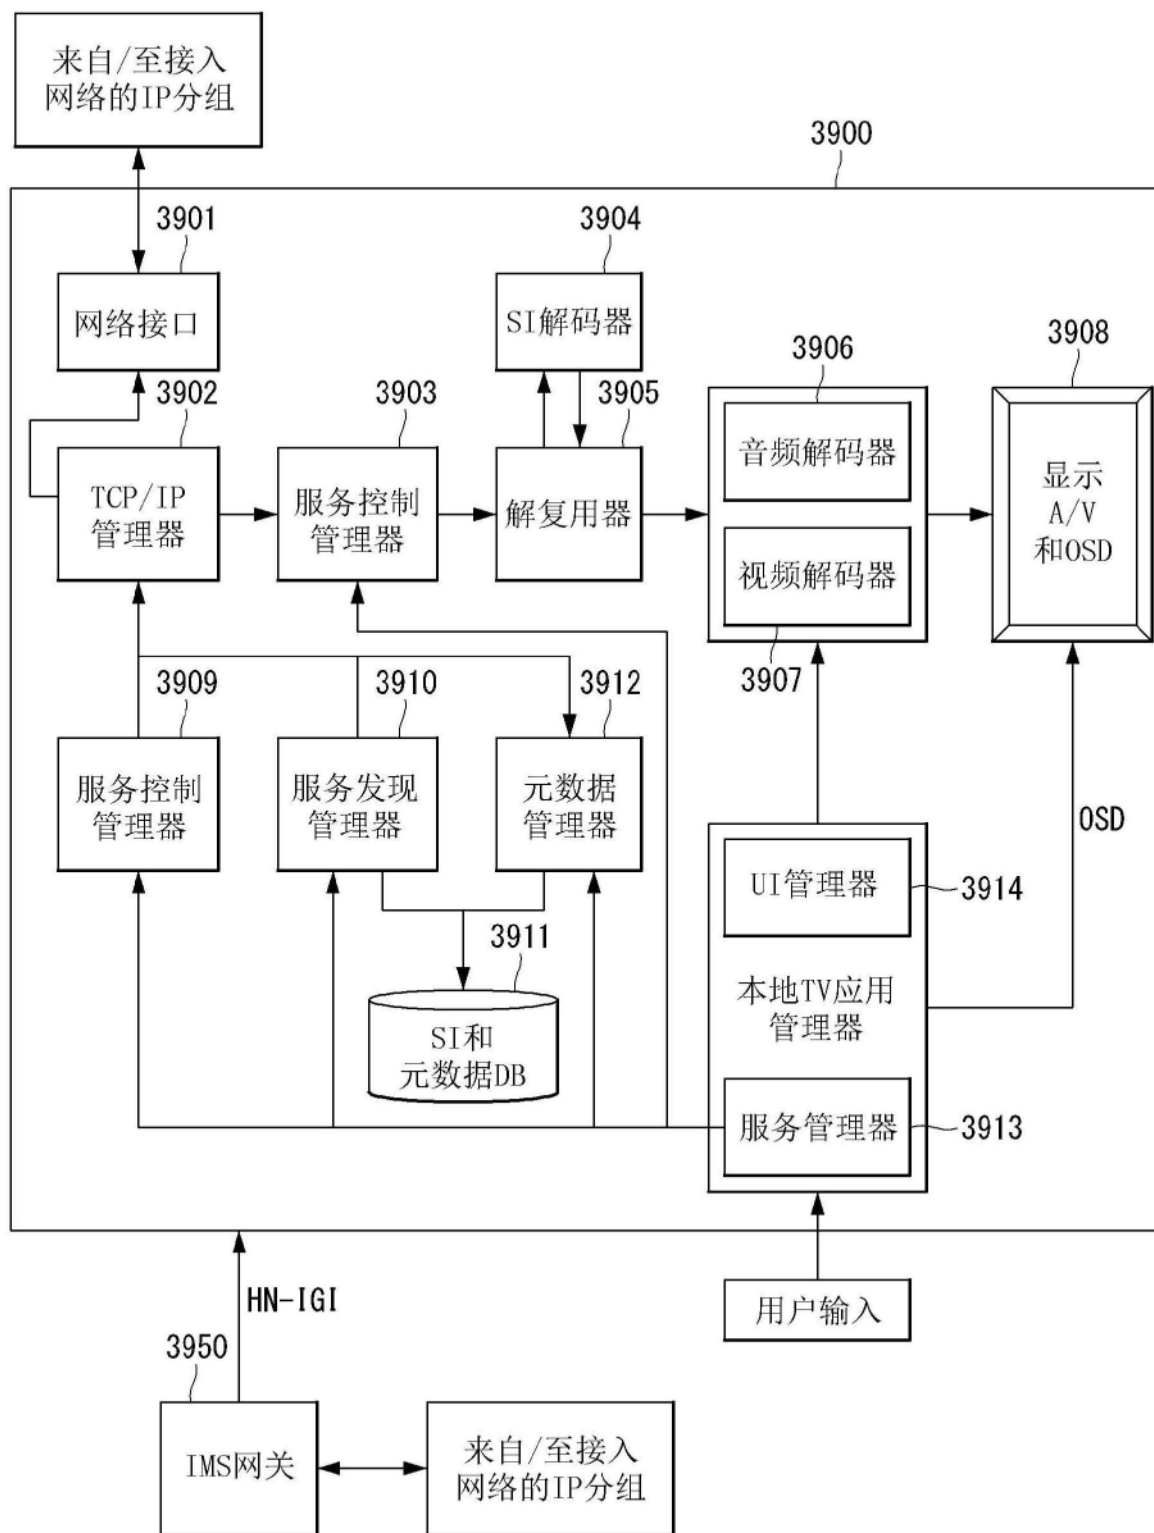 来自/至接入
网络的IP分组
3900
3901
网络接口
3904
SI解码器
3902
TCP/IP
管理器
3903
服务控制
管理器
3905
解复用器
3906
音频解码器
视频解码器
3907
3908
显示
A/V
和OSD
3909
服务控制
管理器
3910
服务发现
管理器
3912
元数据
管理器
3911
SI和
元数据DB
OSD
UI管理器
3914
本地TV应用
管理器
服务管理器
3913
用户输入
HN-IGI
3950
IMS网关
来自/至接入
网络的IP分组